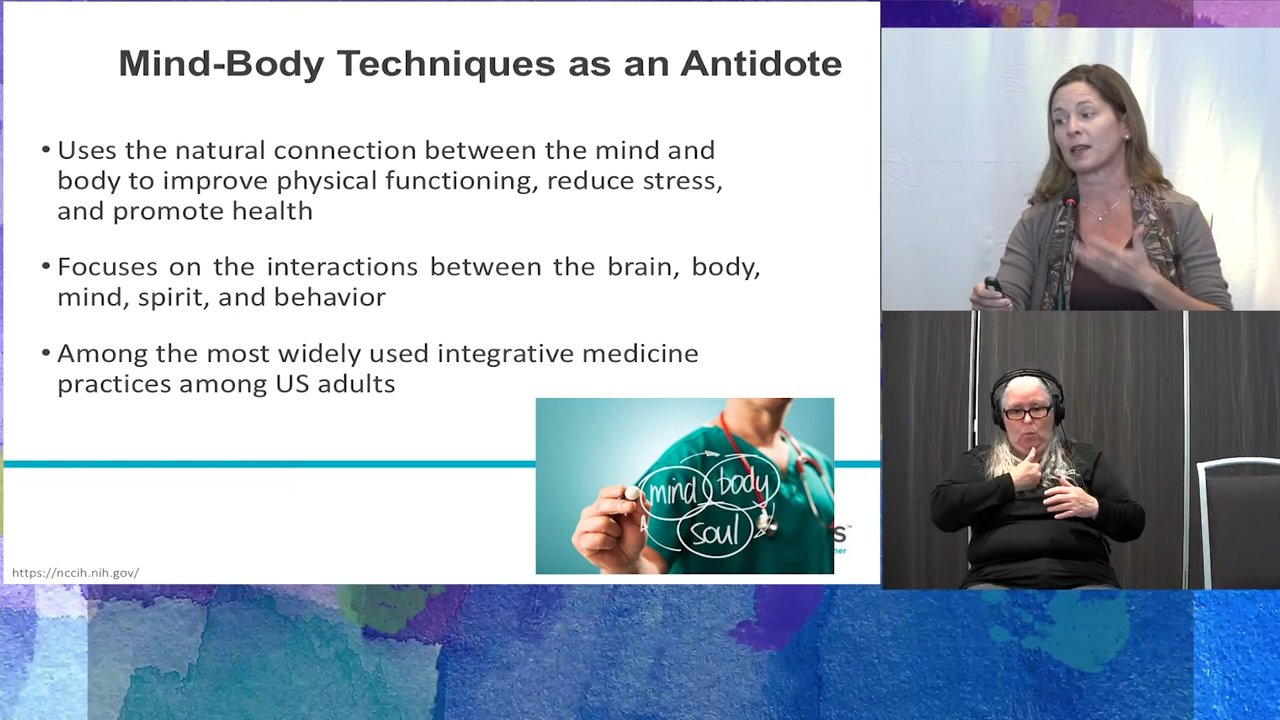 Mind-Body Techniques as an Antidote
• Uses the natural connection between the mind and
body to improve physical functioning, reduce stress,
and promote health
• Focuses on the interactions between the brain, body,
mind, spirit, and behavior
• Among the most widely used integrative medicine
practices among US adults
mind body
soul
https://nccih.nih.gov/